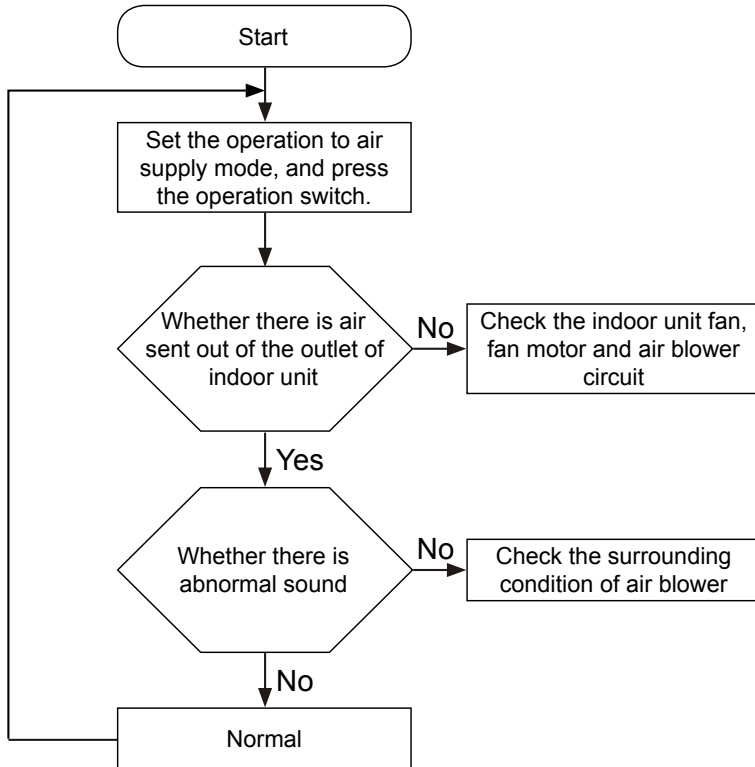 Start
Set the operation to air
supply mode, and press
the operation switch.
Whether there is air
sent out of the outlet of
indoor unit
No
Check the indoor unit fan,
fan motor and air blower
circuit
Yes
Whether there is
abnormal sound
No
Check the surrounding
condition of air blower
No
Normal